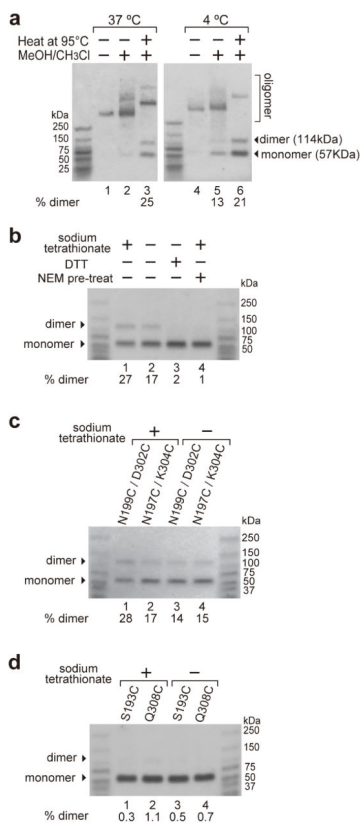 a
37 ºC 4 ºC
Heat at 95°C − − + − − +
MeOH/CH3Cl − + + − + +
oligomer
kDa
250
150
75
50
25
dimer (114kDa)
monomer (57KDa)
1 2 3 4 5 6
% dimer 25 13 21
b
sodium
tetrathionate + − − +
DTT − − + −
NEM pre-treat − − − +
kDa
250
150
100
75
50
dimer
monomer
1 2 3 4
% dimer 27 17 2 1
c
sodium
tetrathionate + −
N199C / D302C
N197C / K304C
N199C / D302C
N197C / K304C
kDa
250
150
100
75
50
37
dimer
monomer
1 2 3 4
% dimer 28 17 14 15
d
sodium
tetrathionate + −
S193C
Q308C
S193C
Q308C
kDa
250
150
75
50
37
dimer
monomer
1 2 3 4
% dimer 0.3 1.1 0.5 0.7